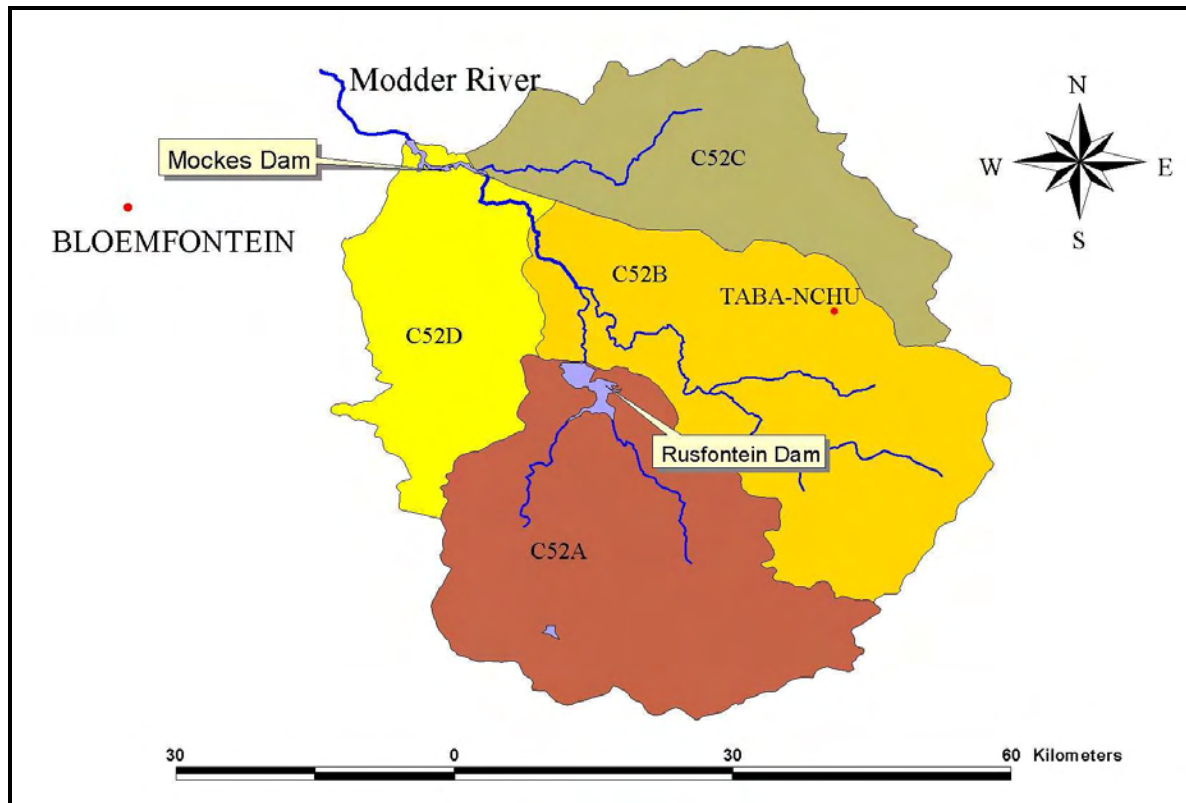 Modder River
N
Mockes Dam
C52C
W
E
BLOEMFONTEIN
S
C52B
TABA-NCHU
C52D
Rusfontein Dam
C52A
30
0
30
60 Kilometers